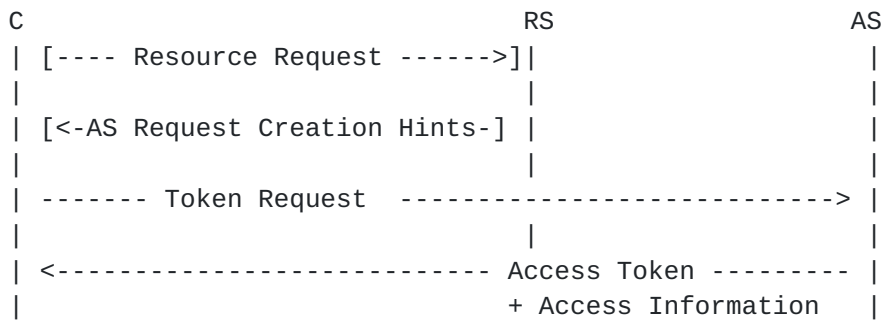 C                                RS                   AS
|  [---- Resource Request ------>]|                     |
|                                 |                     |
|  [<-AS Request Creation Hints-] |                     |
|                                 |                     |
|  ------- Token Request  ----------------------------> |
|                                 |                     |
|  <---------------------------- Access Token --------- |
|                                + Access Information   |